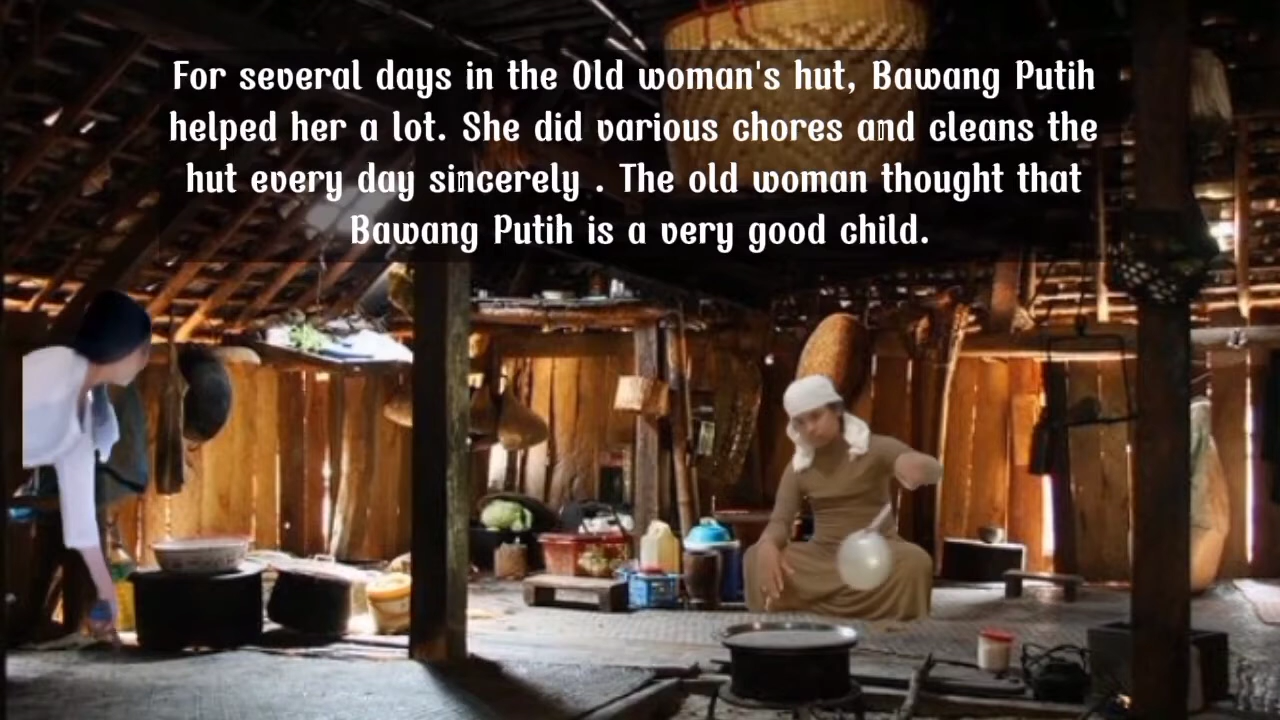 For several days in the Old woman's hut, Bawang Putih
helped her a lot. She did various chores and cleans the
hut every day sincerely . The old woman thought that
Bawang Putih is a very good child.